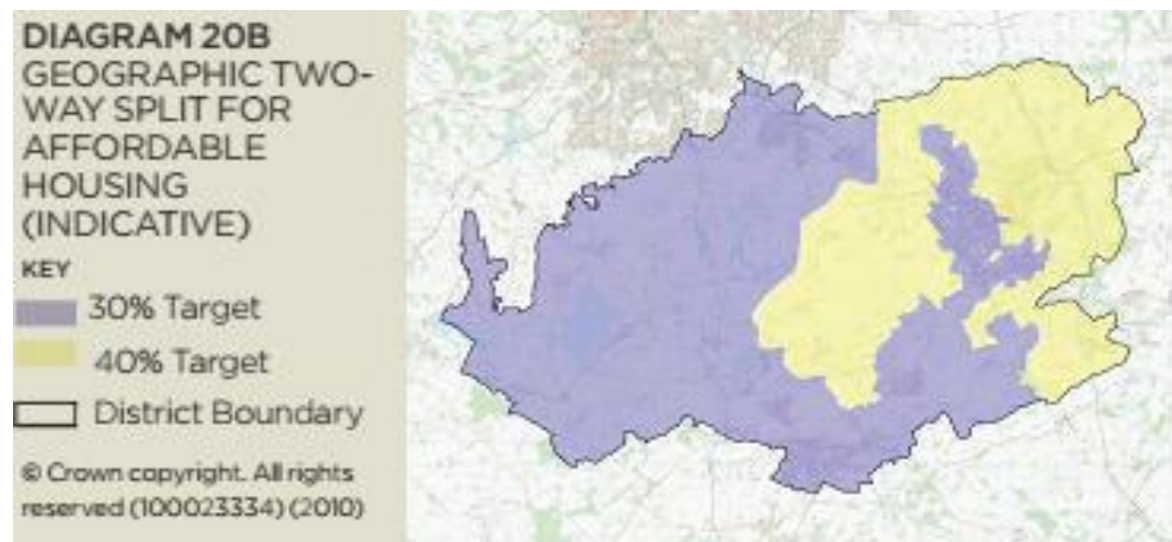 DIAGRAM 20B
GEOGRAPHIC TWO-
WAY SPLIT FOR
AFFORDABLE
HOUSING
(INDICATIVE)
KEY
30% Target
40% Target
District Boundary
© Crown copyright. All rights
reserved (100023334) (2010)